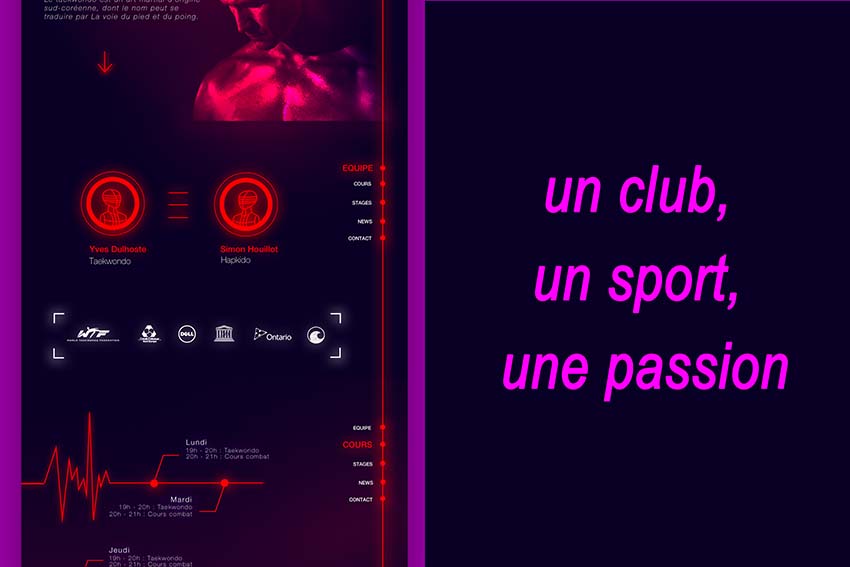 Le taekwondo est un art martial d'origine
sud-coréenne, dont le nom peut se
traduire par La voie du pied et du poing.
EQUIPE
COURS
STAGES
NEWS
CONTACT
Yves Dulhoste
Taekwondo
Simon Houillot
Hapkido
WTF
WORLD TAEKWONDO FEDERATION
DELL
Ontario
EQUIPE
COURS
STAGES
NEWS
CONTACT
Lundi
19h - 20h : Taekwondo
20h - 21h : Cours combat
Mardi
19h - 20h : Taekwondo
20h - 21h : Cours combat
Jeudi
19h - 20h : Taekwondo
20h - 21h : Cours combat
un club,
un sport,
une passion